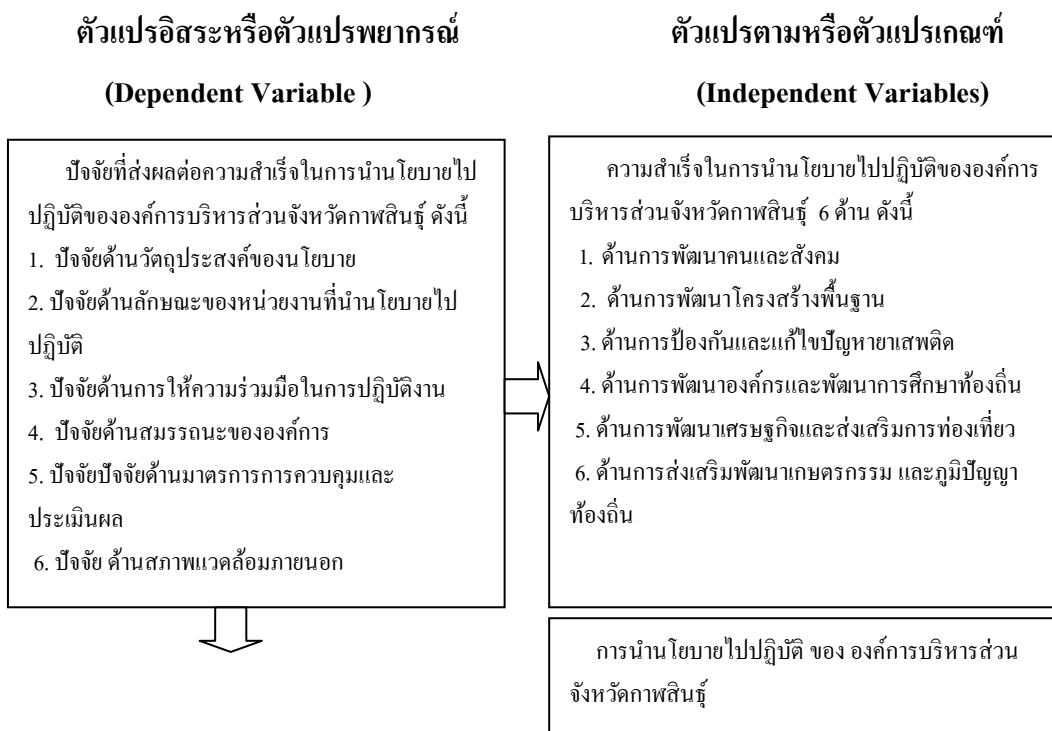 ตัวแปรอิสระหรือตัวแปรพยากรณ์
(Dependent Variable )
ปัจจัยที่ส่งผลต่อความสำเร็จในการนำนโยบายไป
ปฏิบัติขององค์การบริหารส่วนจังหวัดกาฬสินธุ์ ดังนี้
1. ปัจจัยด้านวัตถุประสงค์ของนโยบาย
2. ปัจจัยด้านลักษณะของหน่วยงานที่นำนโยบายไป
ปฏิบัติ
3. ปัจจัยด้านการให้ความร่วมมือในการปฏิบัติงาน
4. ปัจจัยด้านสมรรถนะขององค์การ
5. ปัจจัยปัจจัยด้านมาตรการการควบคุมและ
ประเมินผล
6. ปัจจัย ด้านสภาพแวดล้อมภายนอก
ตัวแปรตามหรือตัวแปรเกณฑ์
(Independent Variables)
ความสำเร็จในการนำนโยบายไปปฏิบัติขององค์การ
บริหารส่วนจังหวัดกาฬสินธุ์ 6 ด้าน ดังนี้
1. ด้านการพัฒนาคนและสังคม
2. ด้านการพัฒนาโครงสร้างพื้นฐาน
3. ด้านการป้องกันและแก้ไขปัญหายาเสพติด
4. ด้านการพัฒนาองค์กรและพัฒนาการศึกษาท้องถิ่น
5. ด้านการพัฒนาเศรษฐกิจและส่งเสริมการท่องเที่ยว
6. ด้านการส่งเสริมพัฒนาเกษตรกรรม และภูมิปัญญา
ท้องถิ่น
การนำนโยบายไปปฏิบัติ ของ องค์การบริหารส่วน
จังหวัดกาฬสินธุ์